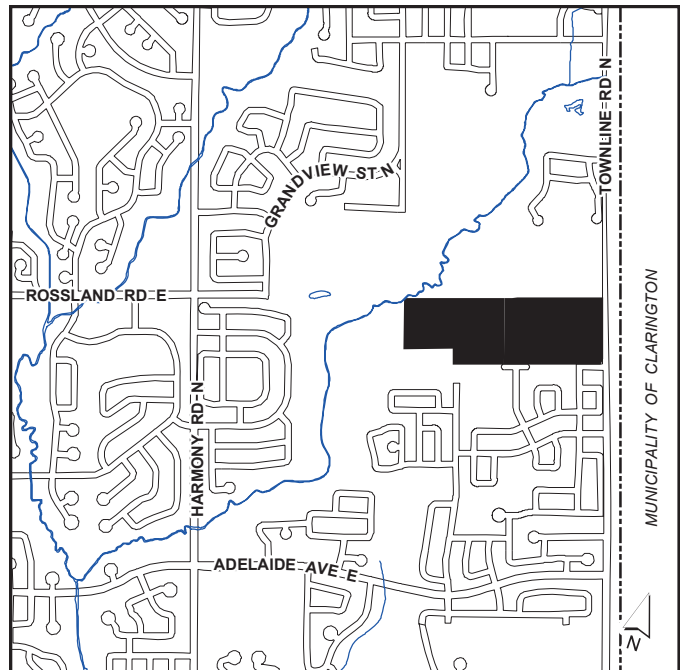 TOWNLINE RD N
GRANDVIEW ST N
ROSSLAND RD E
MUNICIPALITY OF CLARINGTON
HARMONY RD N
ADELAIDE AVE E
N